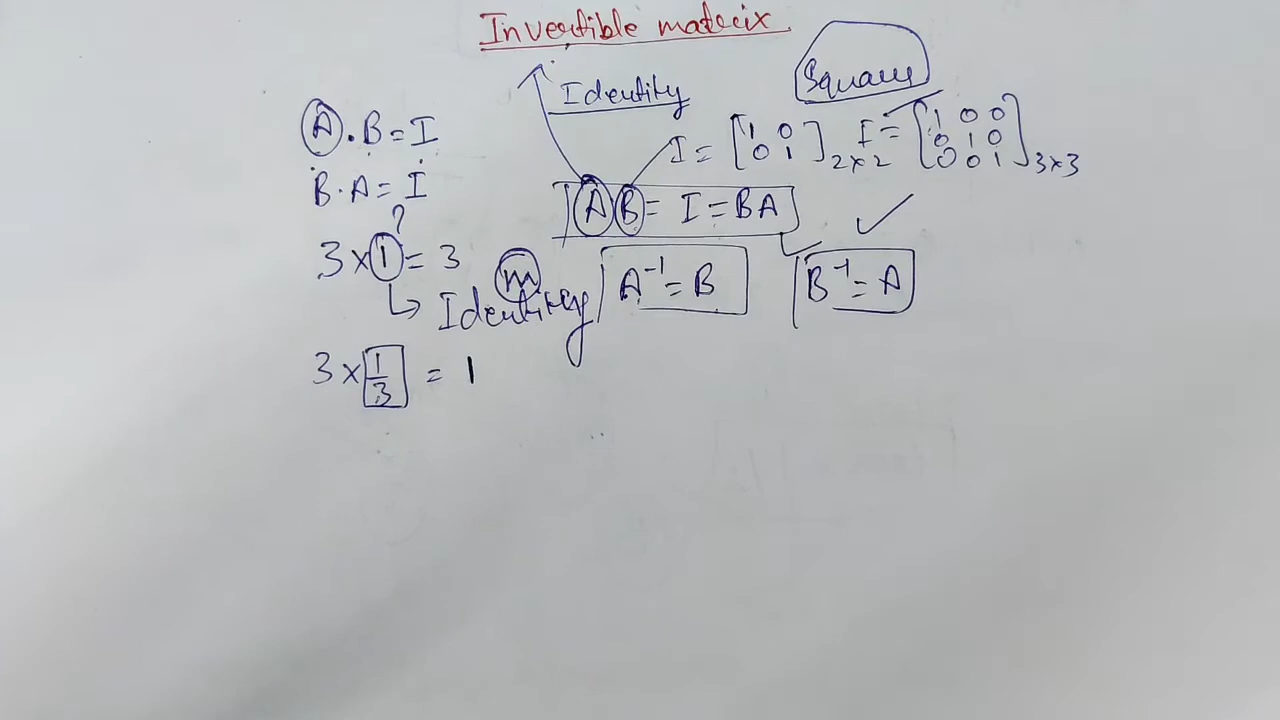 Invertible matrix
Identity
Square
A . B = I
I = [1 0 0 1] 2×2
I = [1 0 0 0 1 0 0 0 1] 3×3
B . A = I
AB = I = BA
?
3 × 1 = 3
m
A⁻¹ = B
B⁻¹ = A
Identity
3 × 1/3 = 1